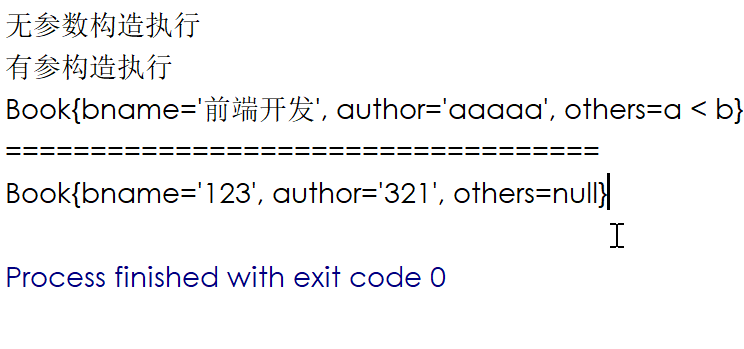 无参数构造执行
有参构造执行
Book{bname='前端开发', author='aaaaa', others=a < b}
===================================
Book{bname='123', author='321', others=null}
Process finished with exit code 0